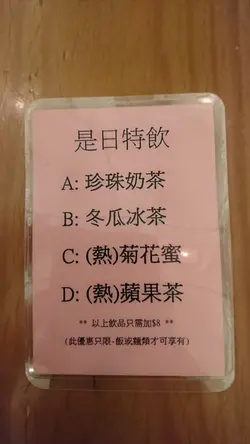 是日特飲
A: 珍珠奶茶
B: 冬瓜冰茶
C: (熱)菊花蜜
D: (熱)蘋果茶
** 以上飲品只需加$8 **
(此優惠只限-飯或麵類才可享有)